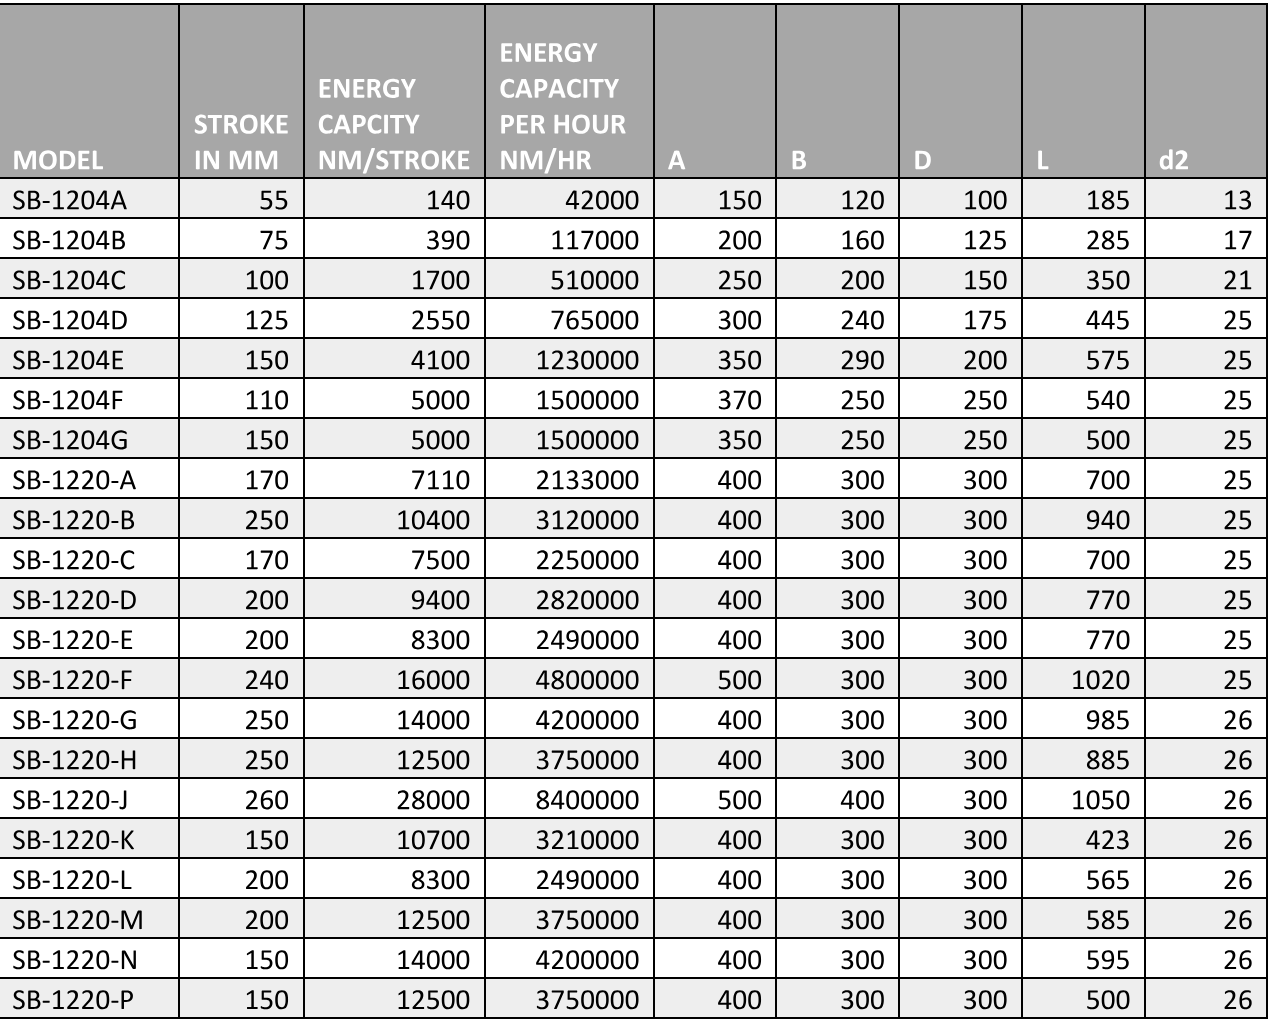 MODEL STROKE IN MM ENERGY CAPCITY NM/STROKE ENERGY CAPACITY PER HOUR NM/HR A B D L d2
SB-1204A 55 140 42000 150 120 100 185 13
SB-1204B 75 390 117000 200 160 125 285 17
SB-1204C 100 1700 510000 250 200 150 350 21
SB-1204D 125 2550 765000 300 240 175 445 25
SB-1204E 150 4100 1230000 350 290 200 575 25
SB-1204F 110 5000 1500000 370 250 250 540 25
SB-1204G 150 5000 1500000 350 250 250 500 25
SB-1220-A 170 7110 2133000 400 300 300 700 25
SB-1220-B 250 10400 3120000 400 300 300 940 25
SB-1220-C 170 7500 2250000 400 300 300 700 25
SB-1220-D 200 9400 2820000 400 300 300 770 25
SB-1220-E 200 8300 2490000 400 300 300 770 25
SB-1220-F 240 16000 4800000 500 300 300 1020 25
SB-1220-G 250 14000 4200000 400 300 300 985 26
SB-1220-H 250 12500 3750000 400 300 300 885 26
SB-1220-J 260 28000 8400000 500 400 300 1050 26
SB-1220-K 150 10700 3210000 400 300 300 423 26
SB-1220-L 200 8300 2490000 400 300 300 565 26
SB-1220-M 200 12500 3750000 400 300 300 585 26
SB-1220-N 150 14000 4200000 400 300 300 595 26
SB-1220-P 150 12500 3750000 400 300 300 500 26